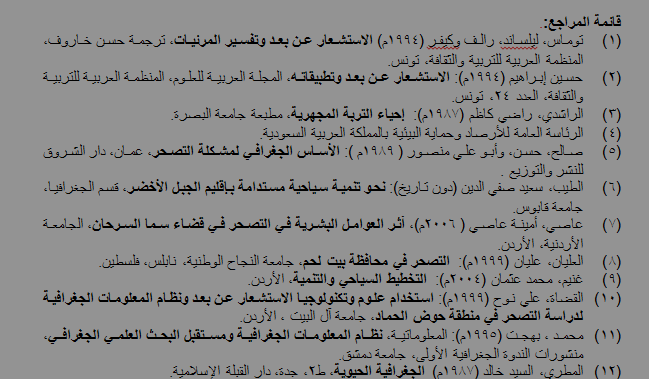 قائمة المراجع:
(١) توماس، ليلساند، رالف وكيفر (١٩٩٤م) الاستشعار عن بعد وتفسير المرئيات، ترجمة حسن خاروف،
المنظمة العربية للتربية والثقافة، تونس.
(٢) حسين إبراهيم (١٩٩٤م): الاستشعار عن بعد وتطبيقاته، المجلة العربية للعلوم، المنظمة العربية للتربية
والثقافة، العدد ٢٤، تونس.
(٣) الراشدي، راضي كاظم (١٩٨٧م): إحياء التربة المجهرية، مطبعة جامعة البصرة.
(٤) الرئاسة العامة للأرصاد وحماية البيئية بالمملكة العربية السعودية.
(٥) صالح، حسن، وأبو علي منصور ( ١٩٨٩م ): الأساس الجغرافي لمشكلة التصحر، عمان، دار الشروق
للنشر والتوزيع .
(٦) الطيب، سعيد صفي الدين (دون تاريخ): نحو تنمية سياحية مستدامة بإقليم الجبل الأخضر، قسم الجغرافيا،
جامعة قابوس.
(٧) عاصي، أمينة عاصي ( ٢٠٠٦م)، أثر العوامل البشرية في التصحر في قضاء سما السرحان، الجامعة
الأردنية، الأردن.
(٨) العليان، عليان (١٩٩٩م): التصحر في محافظة بيت لحم، جامعة النجاح الوطنية، نابلس، فلسطين.
(٩) غنيم، محمد عثمان (٢٠٠٤م): التخطيط السياحي والتنمية، الأردن.
(١٠) القضاة، علي نوح (١٩٩٩م): استخدام علوم وتكنولوجيا الاستشعار عن بعد ونظام المعلومات الجغرافية
لدراسة التصحر في منطقة حوض الحماد، جامعة آل البيت ، الأردن.
(١١) محمد ، بهجت (١٩٩٥م): المعلوماتية، نظام المعلومات الجغرافية ومستقبل البحث العلمي الجغرافي،
منشورات الندوة الجغرافية الأولى، جامعة دمشق.
(١٢) المطري، السيد خالد (١٩٨٧م) الجغرافية الحيوية، ط٢، جدة، دار القبلة الإسلامية.